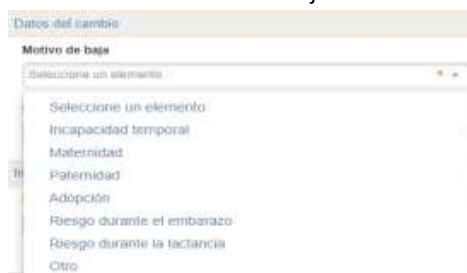 Datos del cambio
Motivo de baja
Seleccione un elemento
Seleccione un elemento
Incapacidad temporal
Maternidad
Paternidad
Adopción
Riesgo durante el embarazo
Riesgo durante la lactancia
Otro